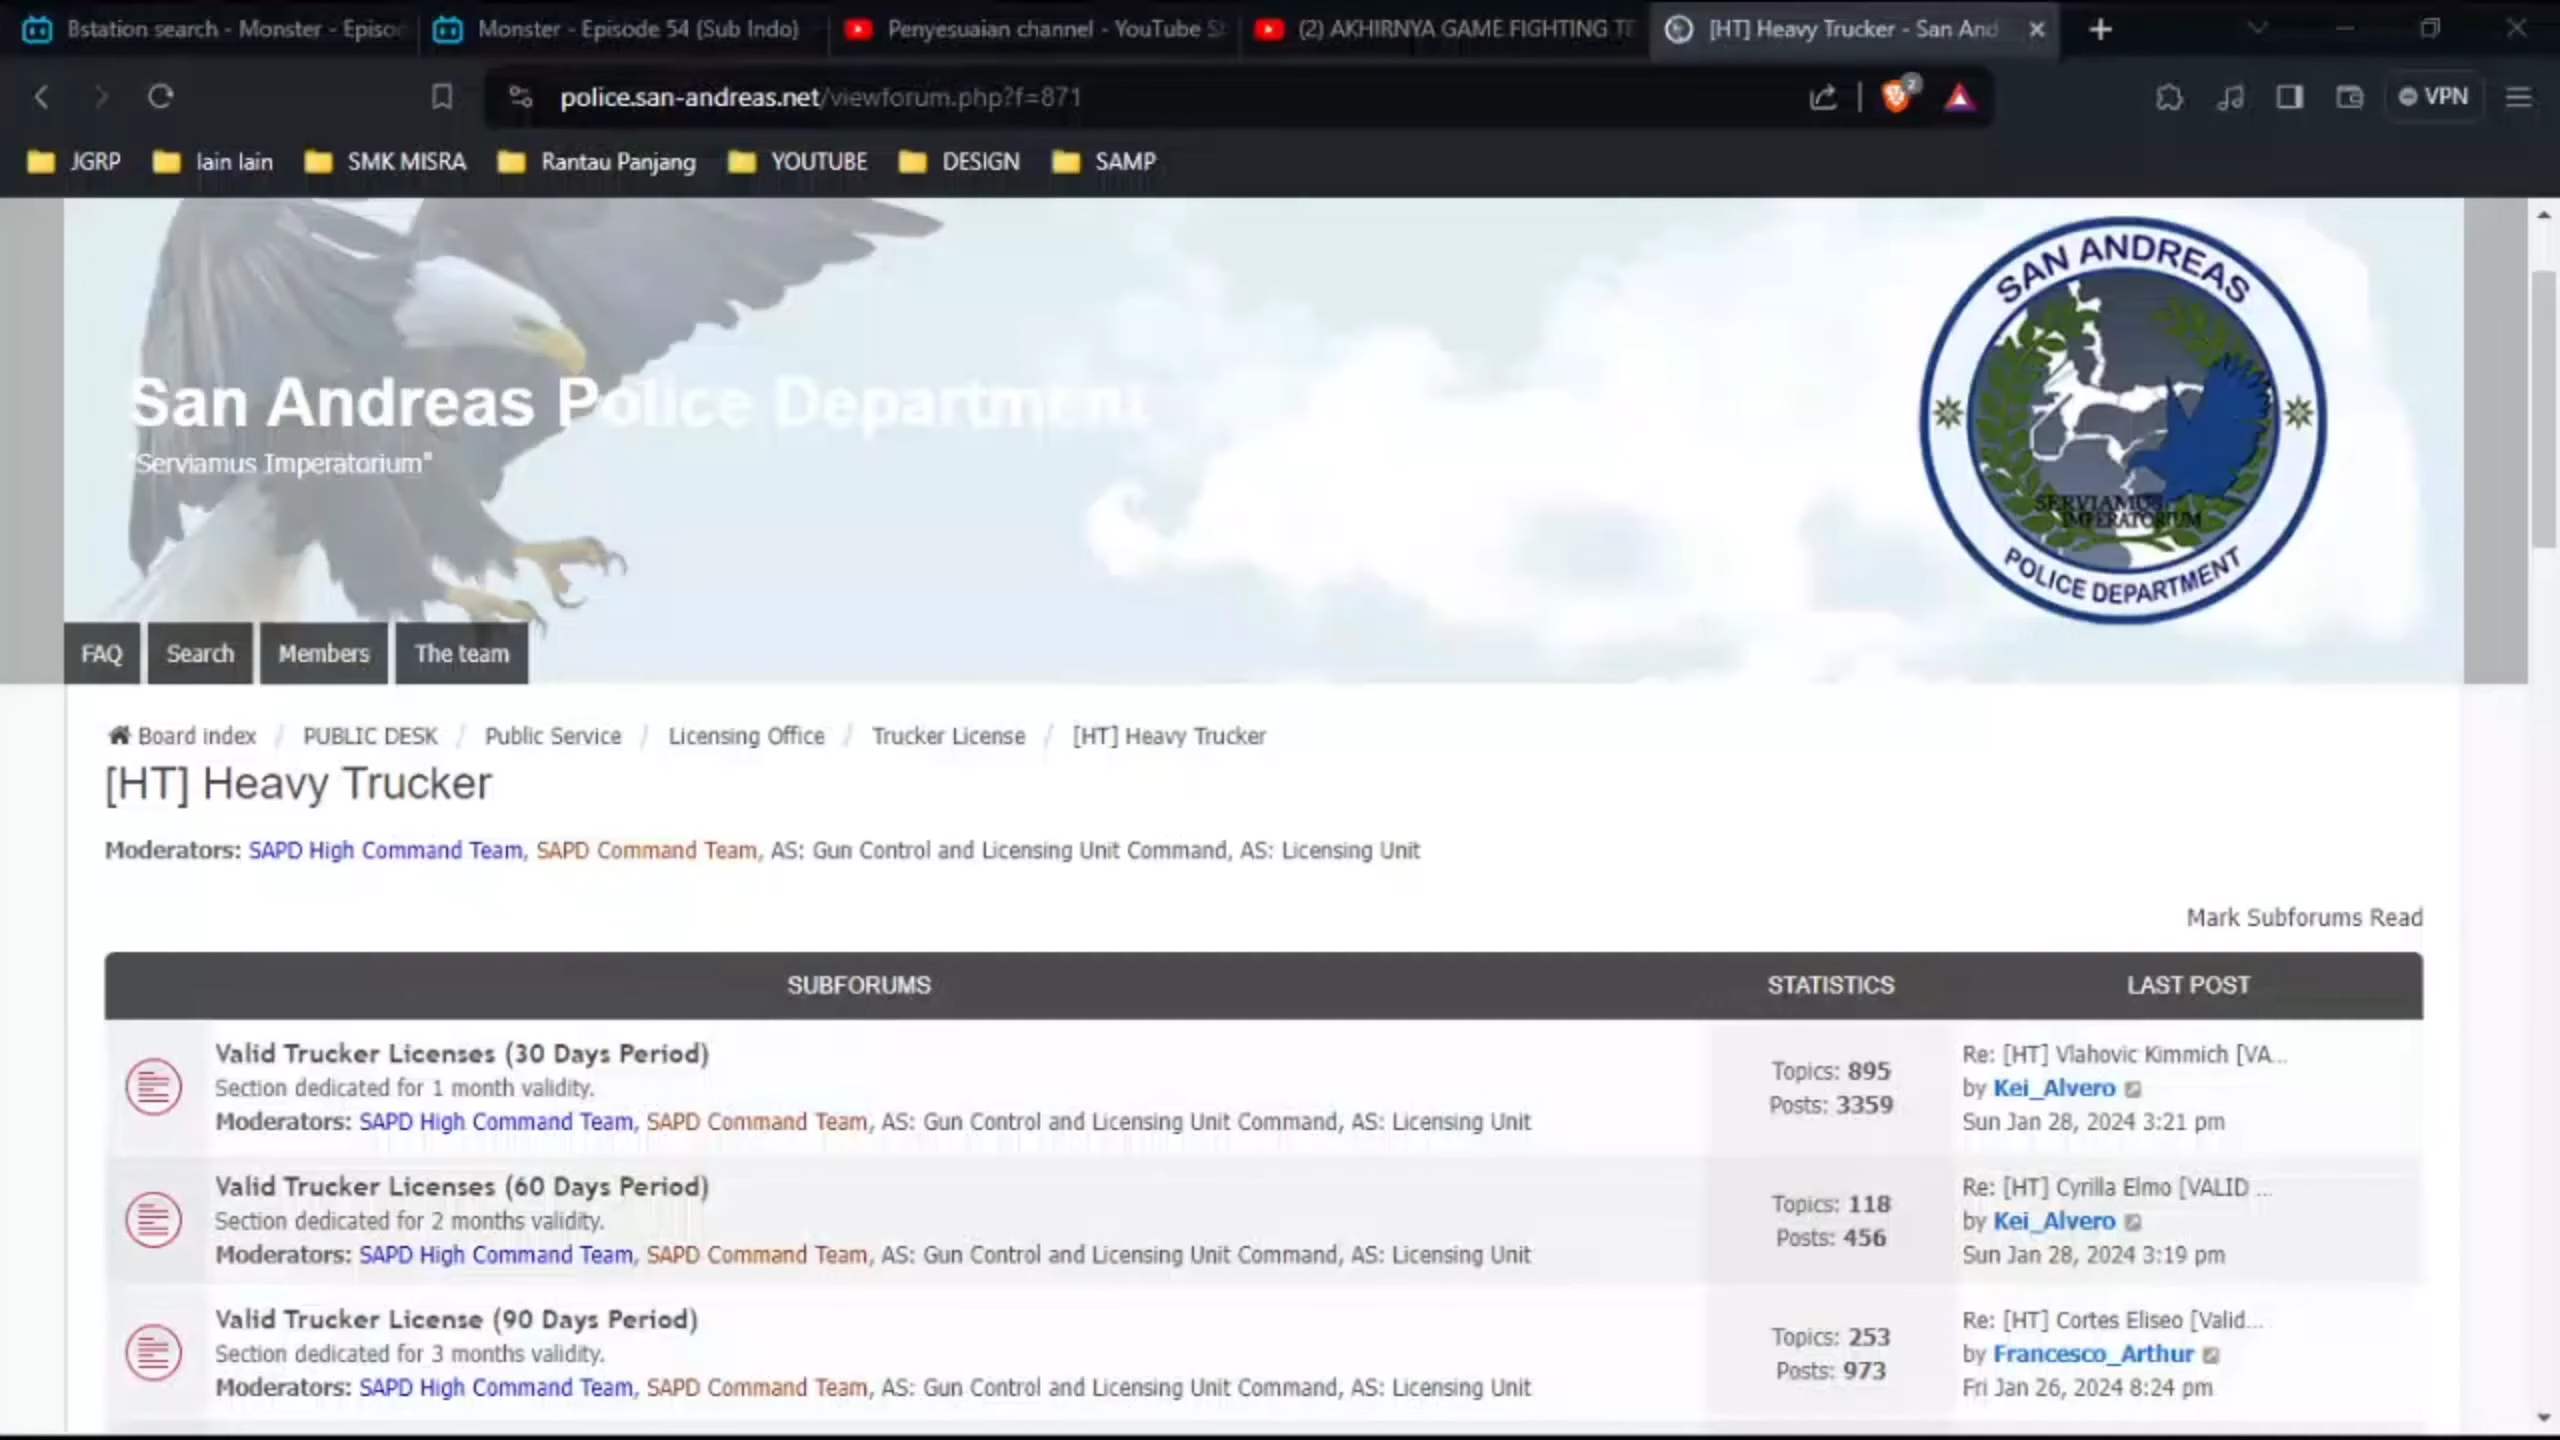 Bstation search - Monster - Episo
Monster - Episode 54 (Sub Indo)
Penyesuaian channel - YouTube S
(2) AKHIRNYA GAME FIGHTING TE
[HT] Heavy Trucker - San And
police.san-andreas.net/viewforum.php?f=871
2
VPN
JGRP
lain lain
SMK MISRA
Rantau Panjang
YOUTUBE
DESIGN
SAMP
San Andreas Police Department
"Serviamus Imperatorium"
SAN ANDREAS
SERVIAMUS
IMPERATORIUM
POLICE DEPARTMENT
FAQ
Search
Members
The team
Board index / PUBLIC DESK / Public Service / Licensing Office / Trucker License / [HT] Heavy Trucker
[HT] Heavy Trucker
Moderators: SAPD High Command Team, SAPD Command Team, AS: Gun Control and Licensing Unit Command, AS: Licensing Unit
Mark Subforums Read
SUBFORUMS
STATISTICS
LAST POST
Valid Trucker Licenses (30 Days Period)
Section dedicated for 1 month validity.
Moderators: SAPD High Command Team, SAPD Command Team, AS: Gun Control and Licensing Unit Command, AS: Licensing Unit
Topics: 895
Posts: 3359
Re: [HT] Vlahovic Kimmich [VA...
by Kei_Alvero
Sun Jan 28, 2024 3:21 pm
Valid Trucker Licenses (60 Days Period)
Section dedicated for 2 months validity.
Moderators: SAPD High Command Team, SAPD Command Team, AS: Gun Control and Licensing Unit Command, AS: Licensing Unit
Topics: 118
Posts: 456
Re: [HT] Cyrilla Elmo [VALID ...
by Kei_Alvero
Sun Jan 28, 2024 3:19 pm
Valid Trucker License (90 Days Period)
Section dedicated for 3 months validity.
Moderators: SAPD High Command Team, SAPD Command Team, AS: Gun Control and Licensing Unit Command, AS: Licensing Unit
Topics: 253
Posts: 973
Re: [HT] Cortes Eliseo [Valid...
by Francesco_Arthur
Fri Jan 26, 2024 8:24 pm